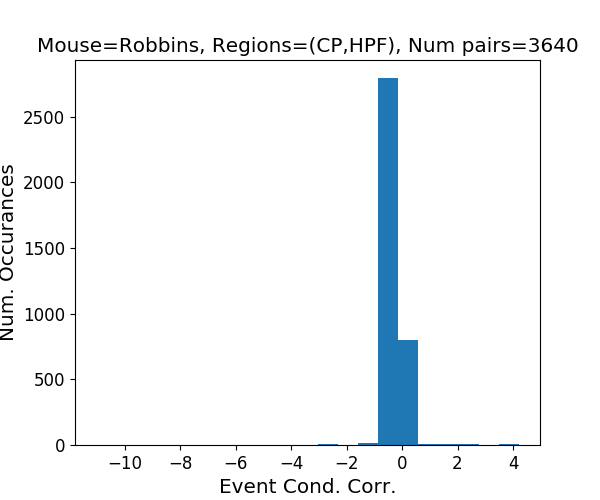 Mouse=Robbins, Regions=(CP,HPF), Num pairs=3640
Num. Occurances
2500
2000
1500
1000
500
0
−10 −8 −6 −4 −2 0 2 4
Event Cond. Corr.